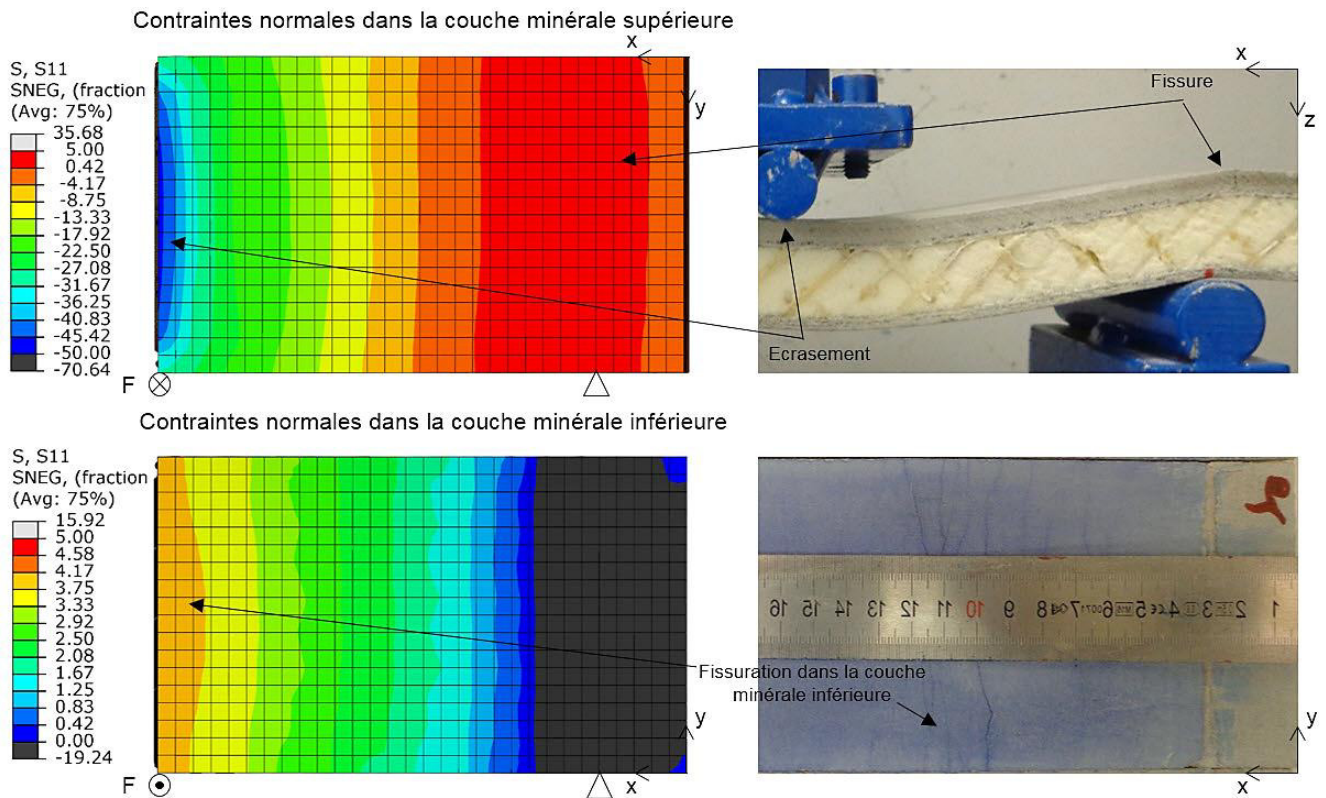 Contraintes normales dans la couche minérale supérieure
S, S11
SNEG, (fraction
(Avg: 75%)
35.68
5.00
0.42
-4.17
-8.75
-13.33
-17.92
-22.50
-27.08
-31.67
-36.25
-40.83
-45.42
-50.00
-70.64
x
y
F
x
z
Fissure
Ecrasement
Contraintes normales dans la couche minérale inférieure
S, S11
SNEG, (fraction
(Avg: 75%)
15.92
5.00
4.58
4.17
3.75
3.33
2.92
2.50
2.08
1.67
1.25
0.83
0.42
0.00
-19.24
F
x
y
16 15 14 13 12 11 10 9 8 7 6 5 4 3 2 1
Fissuration dans la couche
minérale inférieure
y
x